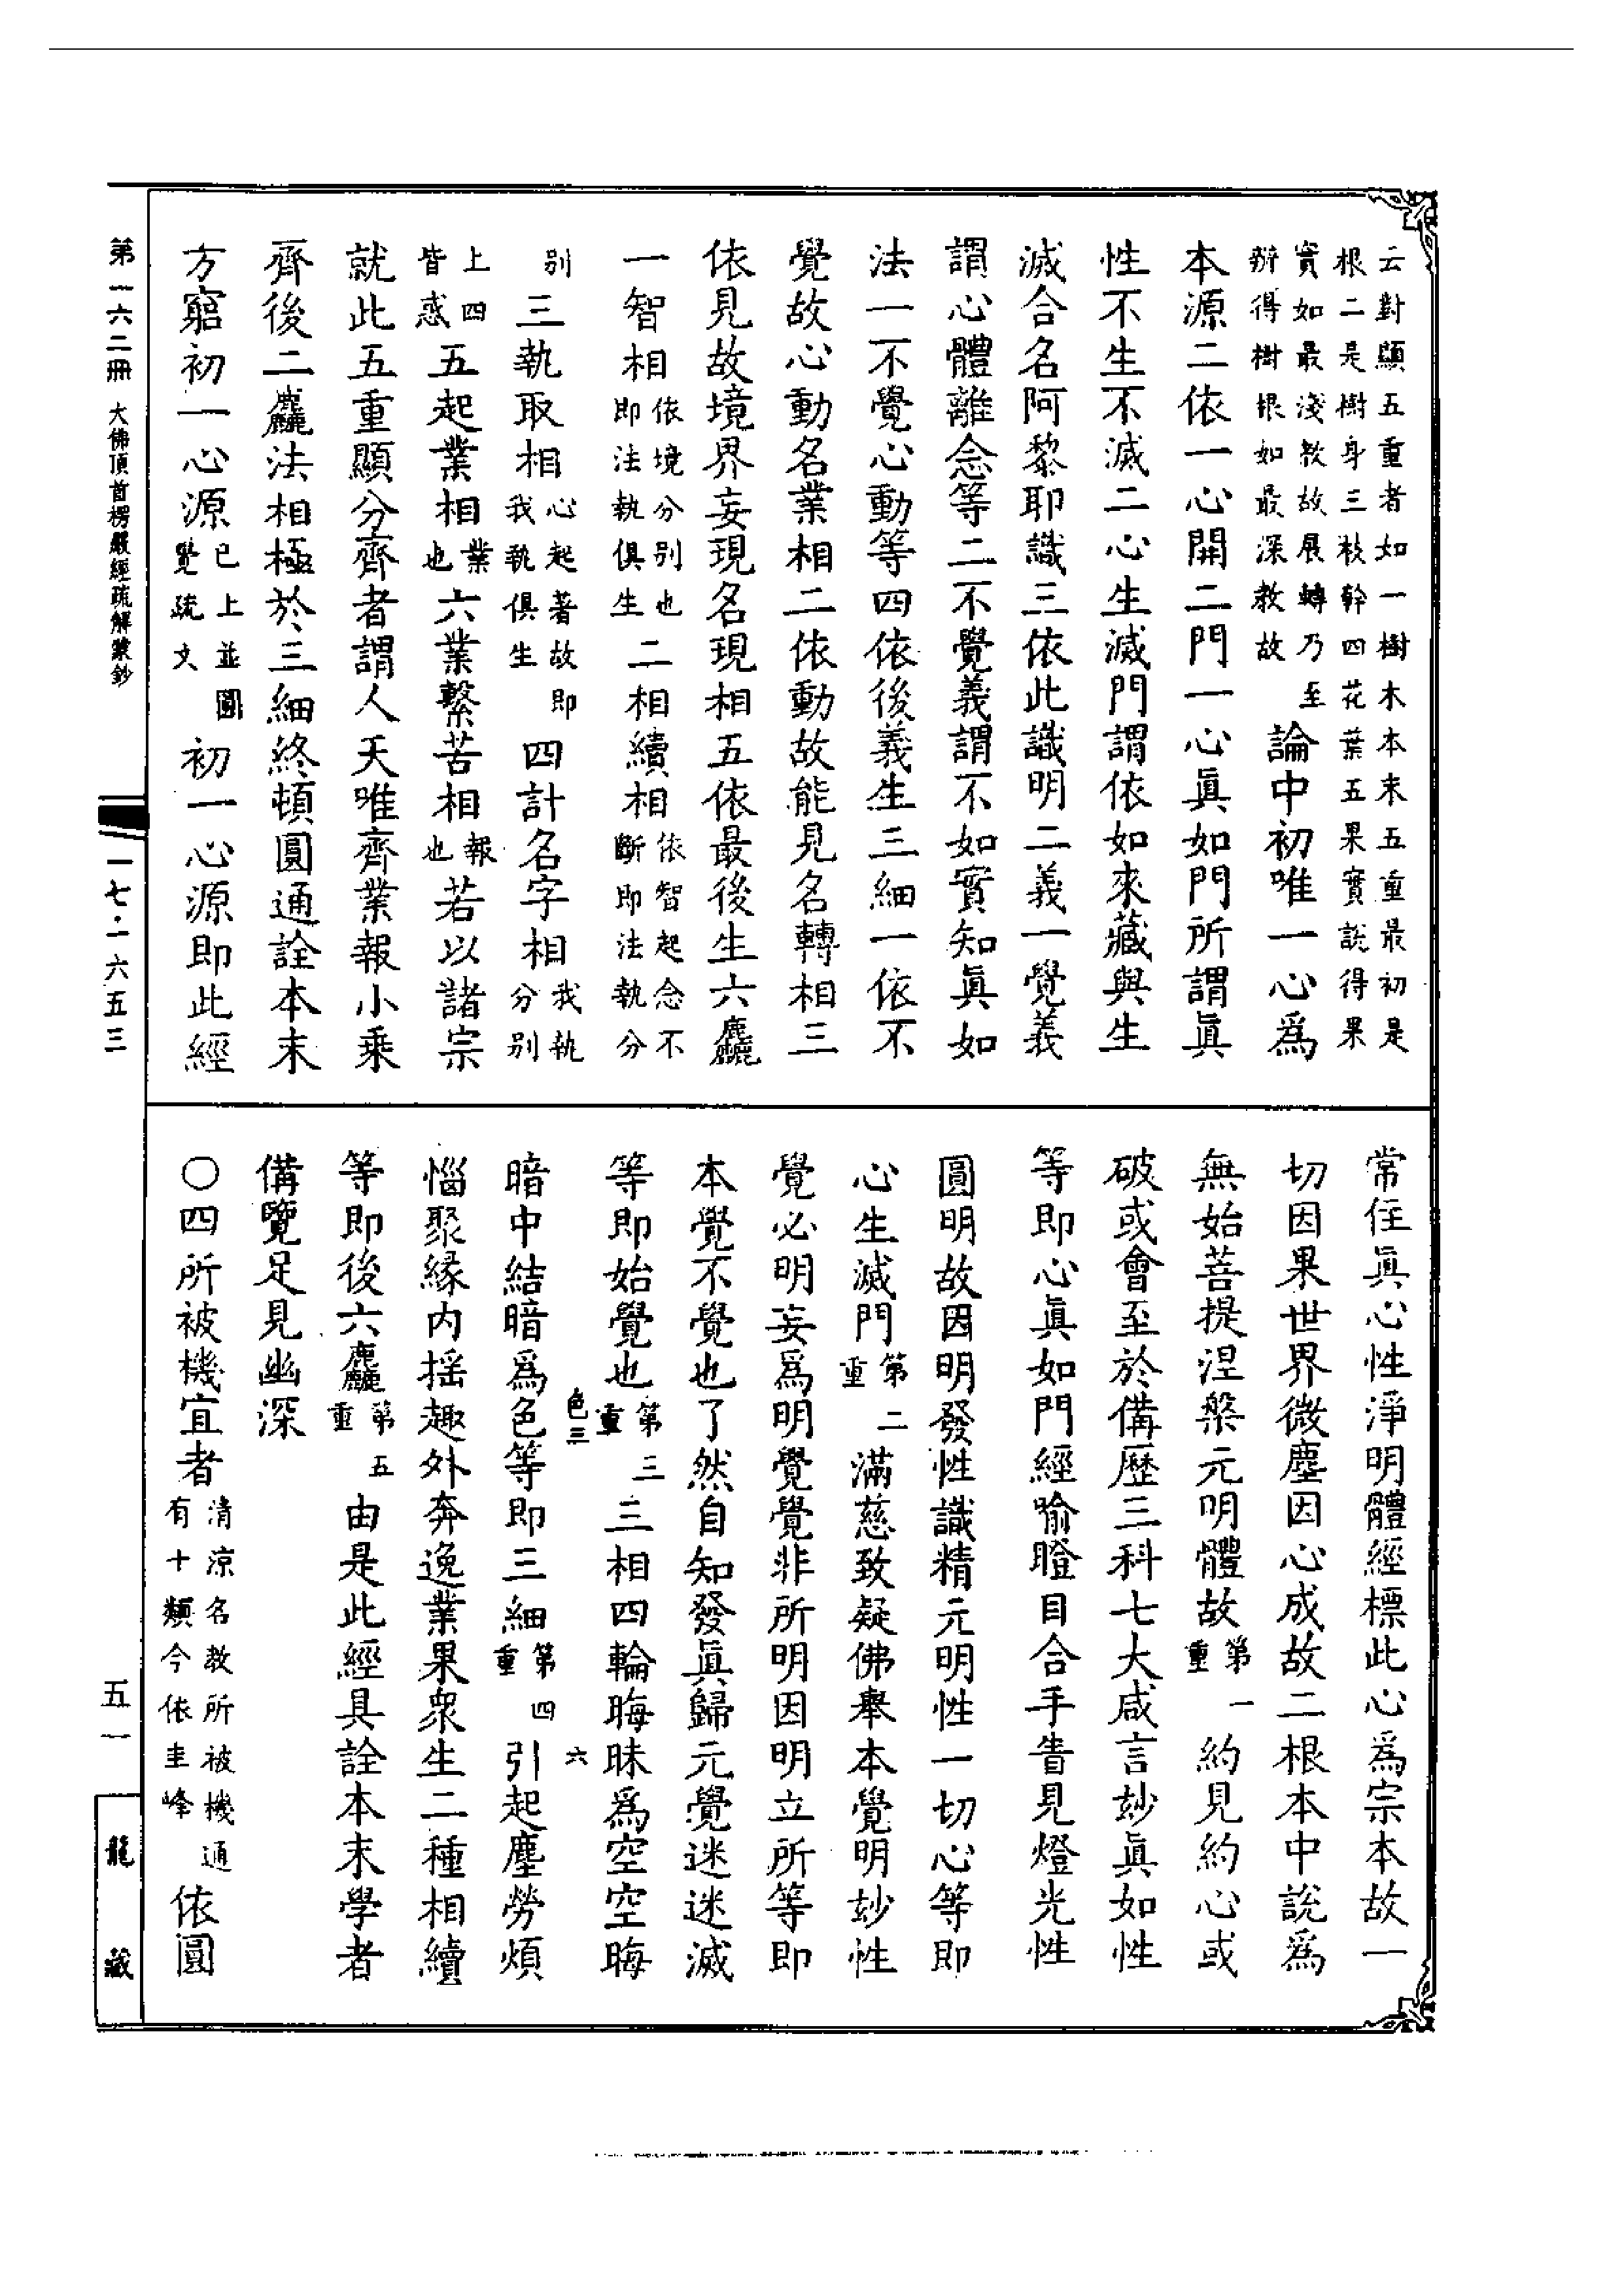 云對顯五重者如一樹木本末五重最初是
根二是樹身三枝幹四花葉五果實說得果
實如最淺教故展轉乃至
辦得樹根如最深教故
論中初唯一心爲
本源二依一心開二門一心眞如門所謂眞
性不生不滅二心生滅門謂依如來藏與生
滅合名阿黎耶識三依此識明二義一覺義
謂心體離念等二不覺義謂不如實知眞如
法一不覺心動等四依後義生三細一依不
覺故心動名業相二依動故能見名轉相三
依見故境界妄現名現相五依最後生六麤
一智相依境分别也即法執俱生二相續相依智起念不斷即法執分
别三執取相心起著故即我執俱生四計名字相我執分别
上四皆惑五起業相業也六業繫苦相報也若以諸宗
就此五重顯分齊者謂人天唯齊業報小乗
齊後二麤法相極於三細終頓圓通詮本末
方窮初一心源已上並圓覺疏文初一心源即此經
常住眞心性淨明體經標此心爲宗本故一
切因果世界微塵因心成故二根本中說爲
無始菩提涅槃元明體故第一重約見約心或
破或會至於備歷三科七大咸言妙眞如性
等即心眞如門經喻瞪目合手眚見燈光性
圓明故因明發性識精元明性一切心等即
心生滅門第二重滿慈致疑佛舉本覺明妙性
覺必明妄爲明覺覺非所明因明立所等即
本覺不覺也了然自知發眞歸元覺迷迷滅
等即始覺也第三重三相四輪晦昧爲空空晦
色三
六
暗中結暗爲色等即三細第四重引起塵勞煩
惱聚緣内揺趣外奔逸業果衆生二種相續
等即後六麤第五重由是此經具詮本末學者
備覽足見幽深
○四所被機宜者清涼名教所被機通有十類今依圭峰依圓
第一六二冊 大佛頂首楞嚴經疏解蒙鈔
一七·一六五三
五一
龍藏